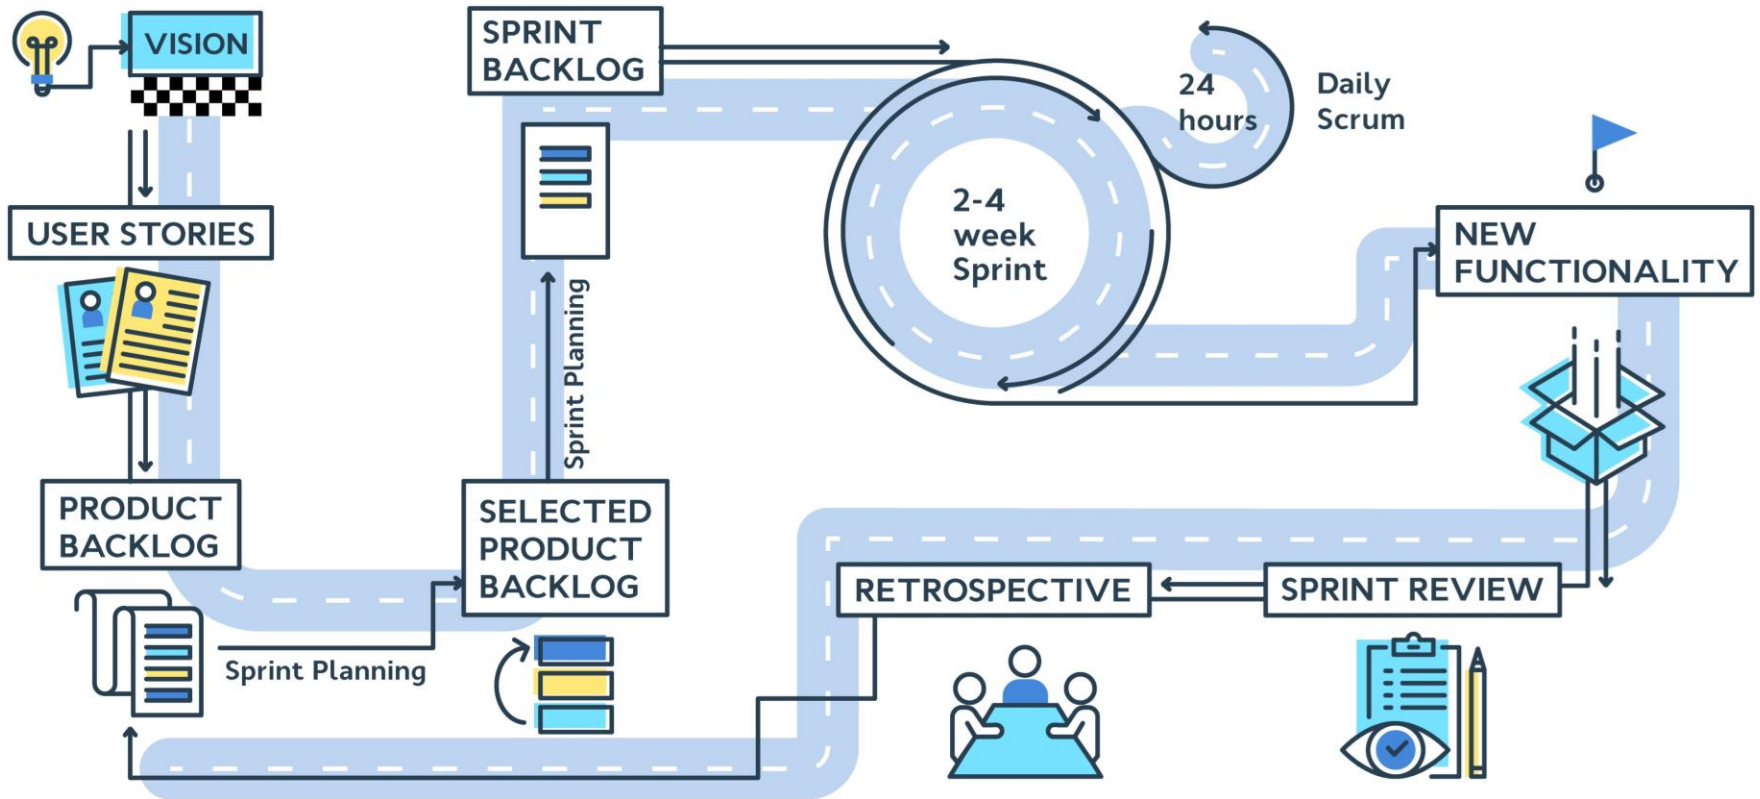 VISION
USER STORIES
PRODUCT
BACKLOG
Sprint Planning
SELECTED
PRODUCT
BACKLOG
Sprint Planning
SPRINT
BACKLOG
2-4
week
Sprint
24
hours
Daily
Scrum
NEW
FUNCTIONALITY
SPRINT REVIEW
RETROSPECTIVE